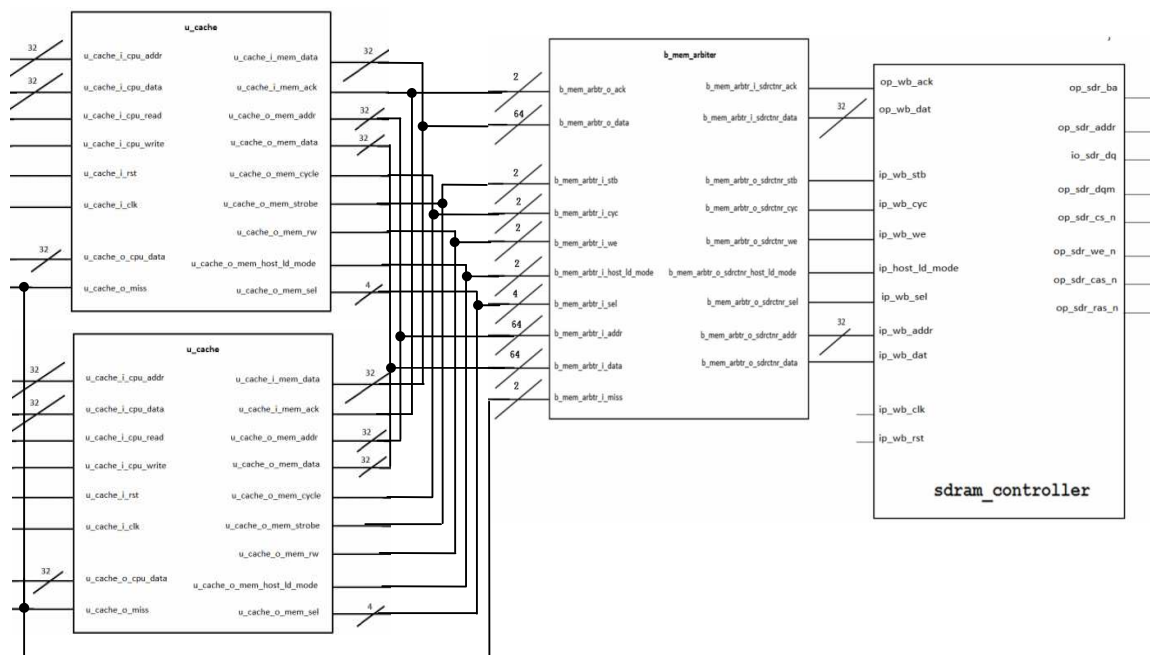 u_cache
32
u_cache_i_cpu_addr
32
u_cache_i_cpu_data
u_cache_i_cpu_read
u_cache_i_cpu_write
u_cache_i_rst
u_cache_i_clk
32
u_cache_o_cpu_data
u_cache_o_miss
u_cache_i_mem_data
32
u_cache_i_mem_ack
u_cache_o_mem_addr
32
u_cache_o_mem_data
32
u_cache_o_mem_cycle
u_cache_o_mem_strobe
u_cache_o_mem_rw
u_cache_o_mem_host_ld_mode
u_cache_o_mem_sel
4
u_cache
32
u_cache_i_cpu_addr
32
u_cache_i_cpu_data
u_cache_i_cpu_read
u_cache_i_cpu_write
u_cache_i_rst
u_cache_i_clk
32
u_cache_o_cpu_data
u_cache_o_miss
u_cache_i_mem_data
32
u_cache_i_mem_ack
u_cache_o_mem_addr
32
u_cache_o_mem_data
32
u_cache_o_mem_cycle
u_cache_o_mem_strobe
u_cache_o_mem_rw
u_cache_o_mem_host_ld_mode
u_cache_o_mem_sel
4
b_mem_arbiter
2
b_mem_arbtr_o_ack
64
b_mem_arbtr_o_data
2
b_mem_arbtr_i_stb
2
b_mem_arbtr_i_cyc
2
b_mem_arbtr_i_we
2
b_mem_arbtr_i_host_ld_mode
4
b_mem_arbtr_i_sel
64
b_mem_arbtr_i_addr
64
b_mem_arbtr_i_data
2
b_mem_arbtr_i_miss
b_mem_arbtr_i_sdrctnr_ack
b_mem_arbtr_i_sdrctnr_data
32
b_mem_arbtr_o_sdrctnr_stb
b_mem_arbtr_o_sdrctnr_cyc
b_mem_arbtr_o_sdrctnr_we
b_mem_arbtr_o_sdrctnr_host_ld_mode
b_mem_arbtr_o_sdrctnr_sel
b_mem_arbtr_o_sdrctnr_addr
32
b_mem_arbtr_o_sdrctnr_data
op_wb_ack
op_wb_dat
ip_wb_stb
ip_wb_cyc
ip_wb_we
ip_host_ld_mode
ip_wb_sel
ip_wb_addr
ip_wb_dat
ip_wb_clk
ip_wb_rst
op_sdr_ba
op_sdr_addr
io_sdr_dq
op_sdr_dqm
op_sdr_cs_n
op_sdr_we_n
op_sdr_cas_n
op_sdr_ras_n
sdram_controller